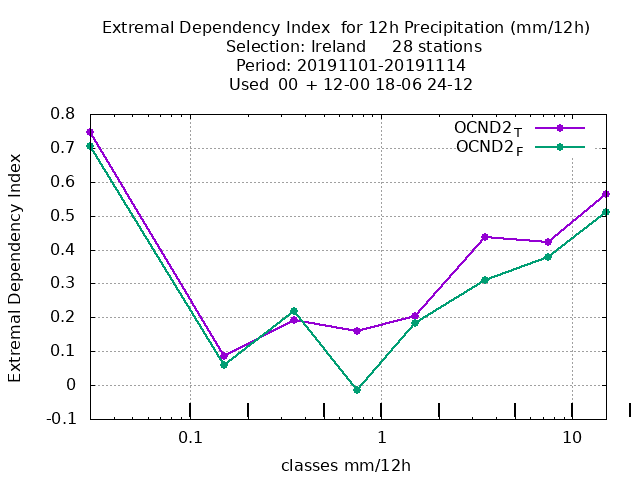 Extremal Dependency Index  for 12h Precipitation (mm/12h)
Selection: Ireland     28 stations
Period: 20191101-20191114
Used  00 + 12-00 18-06 24-12
OCND2T
OCND2F
Extremal Dependency Index
0.8
0.7
0.6
0.5
0.4
0.3
0.2
0.1
0
-0.1
0.1
1
10
classes mm/12h